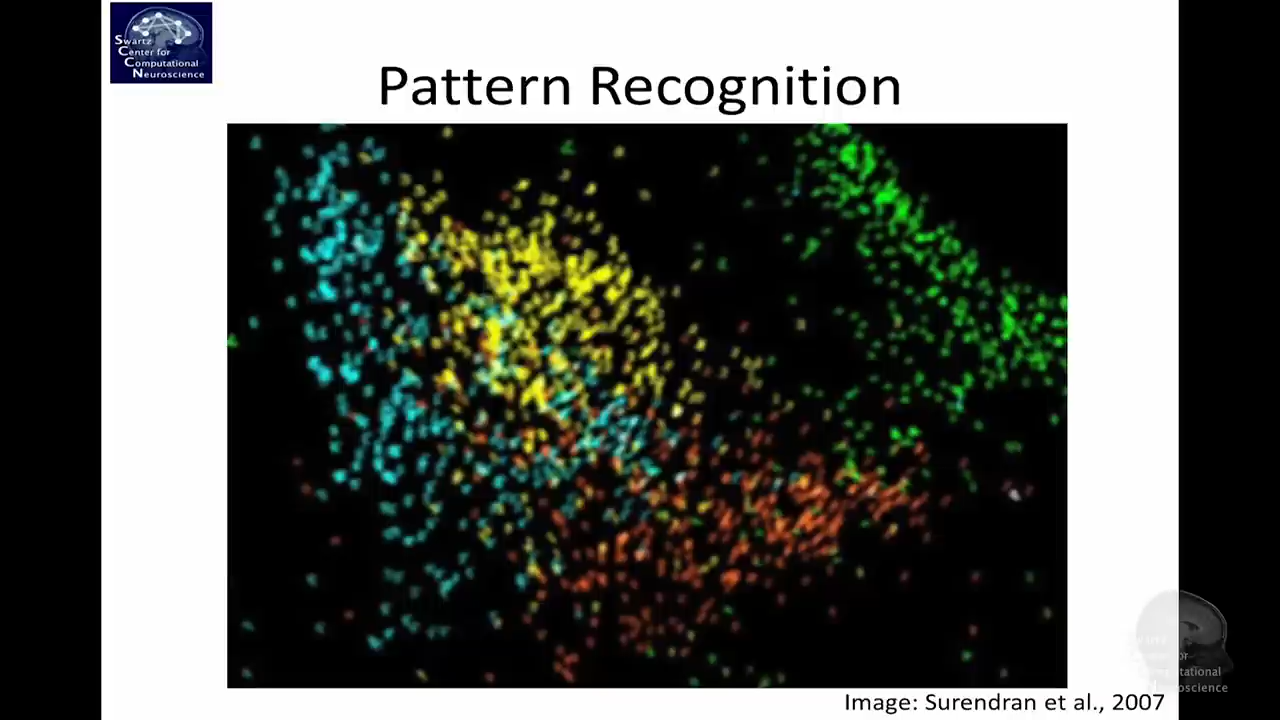 Swartz
Center for
Computational
Neuroscience
Pattern Recognition
Image: Surendran et al., 2007